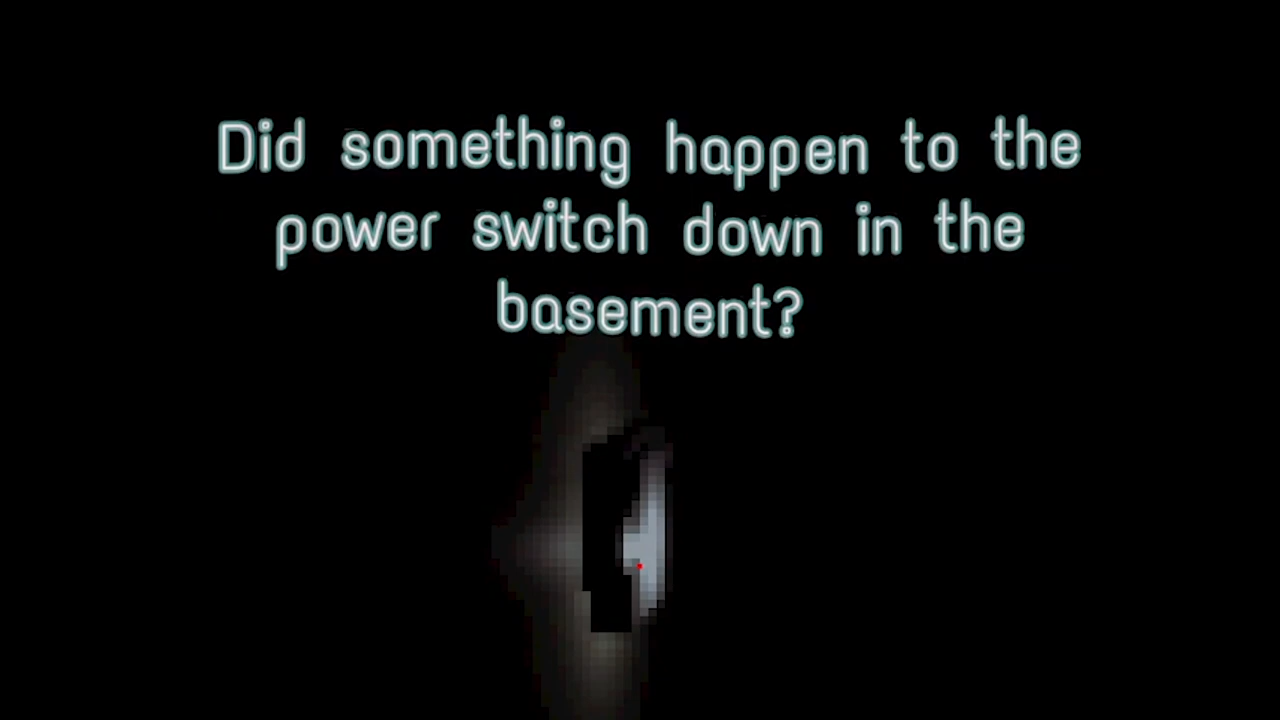 Did something happen to the
power switch down in the
basement?